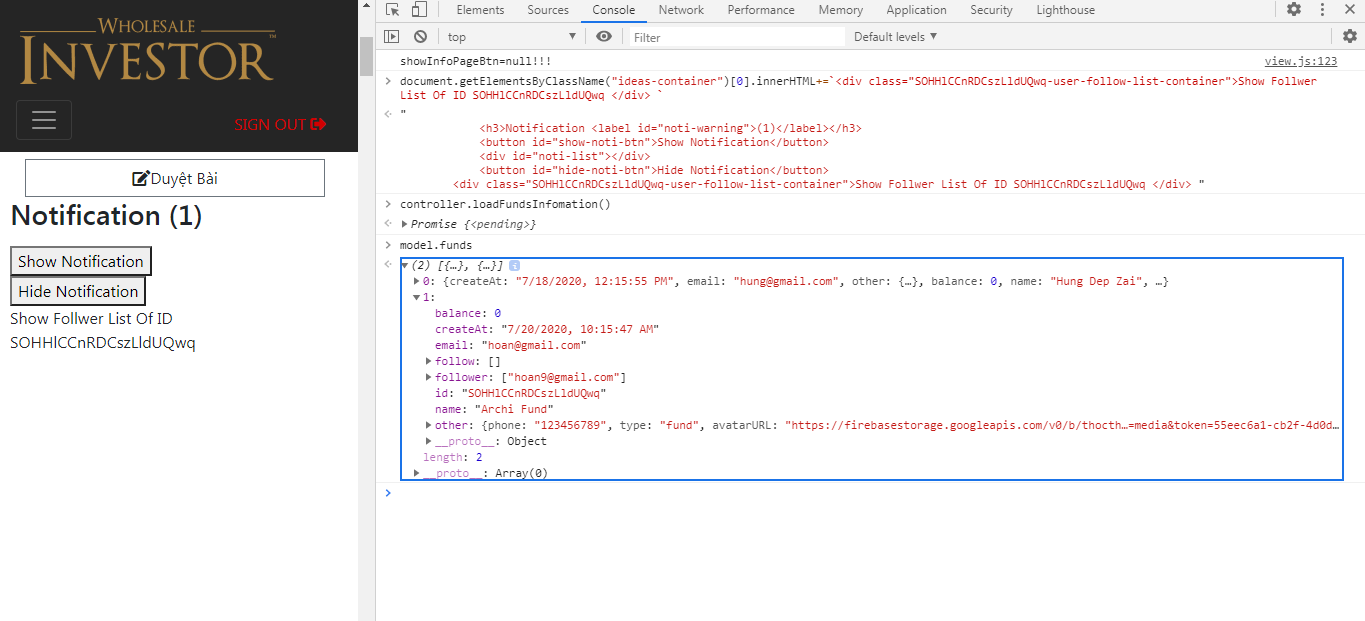 WHOLESALE
INVESTOR™
SIGN OUT
Duyệt Bài
Notification (1)
Show Notification
Hide Notification
Show Follwer List Of ID
SOHHlCCnRDCszLldUQwq
Elements Sources Console Network Performance Memory Application Security Lighthouse
top Filter Default levels
showInfoPageBtn=null!!! view.js:123
document.getElementsByClassName("ideas-container")[0].innerHTML+=`<div class="SOHHlCCnRDCszLldUQwq-user-follow-list-container">Show Follwer
List Of ID SOHHlCCnRDCszLldUQwq </div> `
"
<h3>Notification <label id="noti-warning">(1)</label></h3>
<button id="show-noti-btn">Show Notification</button>
<div id="noti-list"></div>
<button id="hide-noti-btn">Hide Notification</button>
<div class="SOHHlCCnRDCszLldUQwq-user-follow-list-container">Show Follwer List Of ID SOHHlCCnRDCszLldUQwq </div> "
controller.loadFundsInfomation()
Promise {<pending>}
model.funds
(2) [{…}, {…}]
0: {createAt: "7/18/2020, 12:15:55 PM", email: "hung@gmail.com", other: {…}, balance: 0, name: "Hung Dep Zai", …}
1:
balance: 0
createAt: "7/20/2020, 10:15:47 AM"
email: "hoan@gmail.com"
follow: []
follower: ["hoan9@gmail.com"]
id: "SOHHlCCnRDCszLldUQwq"
name: "Archi Fund"
other: {phone: "123456789", type: "fund", avatarURL: "https://firebasestorage.googleapis.com/v0/b/thocth…=media&token=55eec6a1-cb2f-4d0d…
__proto__: Object
length: 2
__proto__: Array(0)